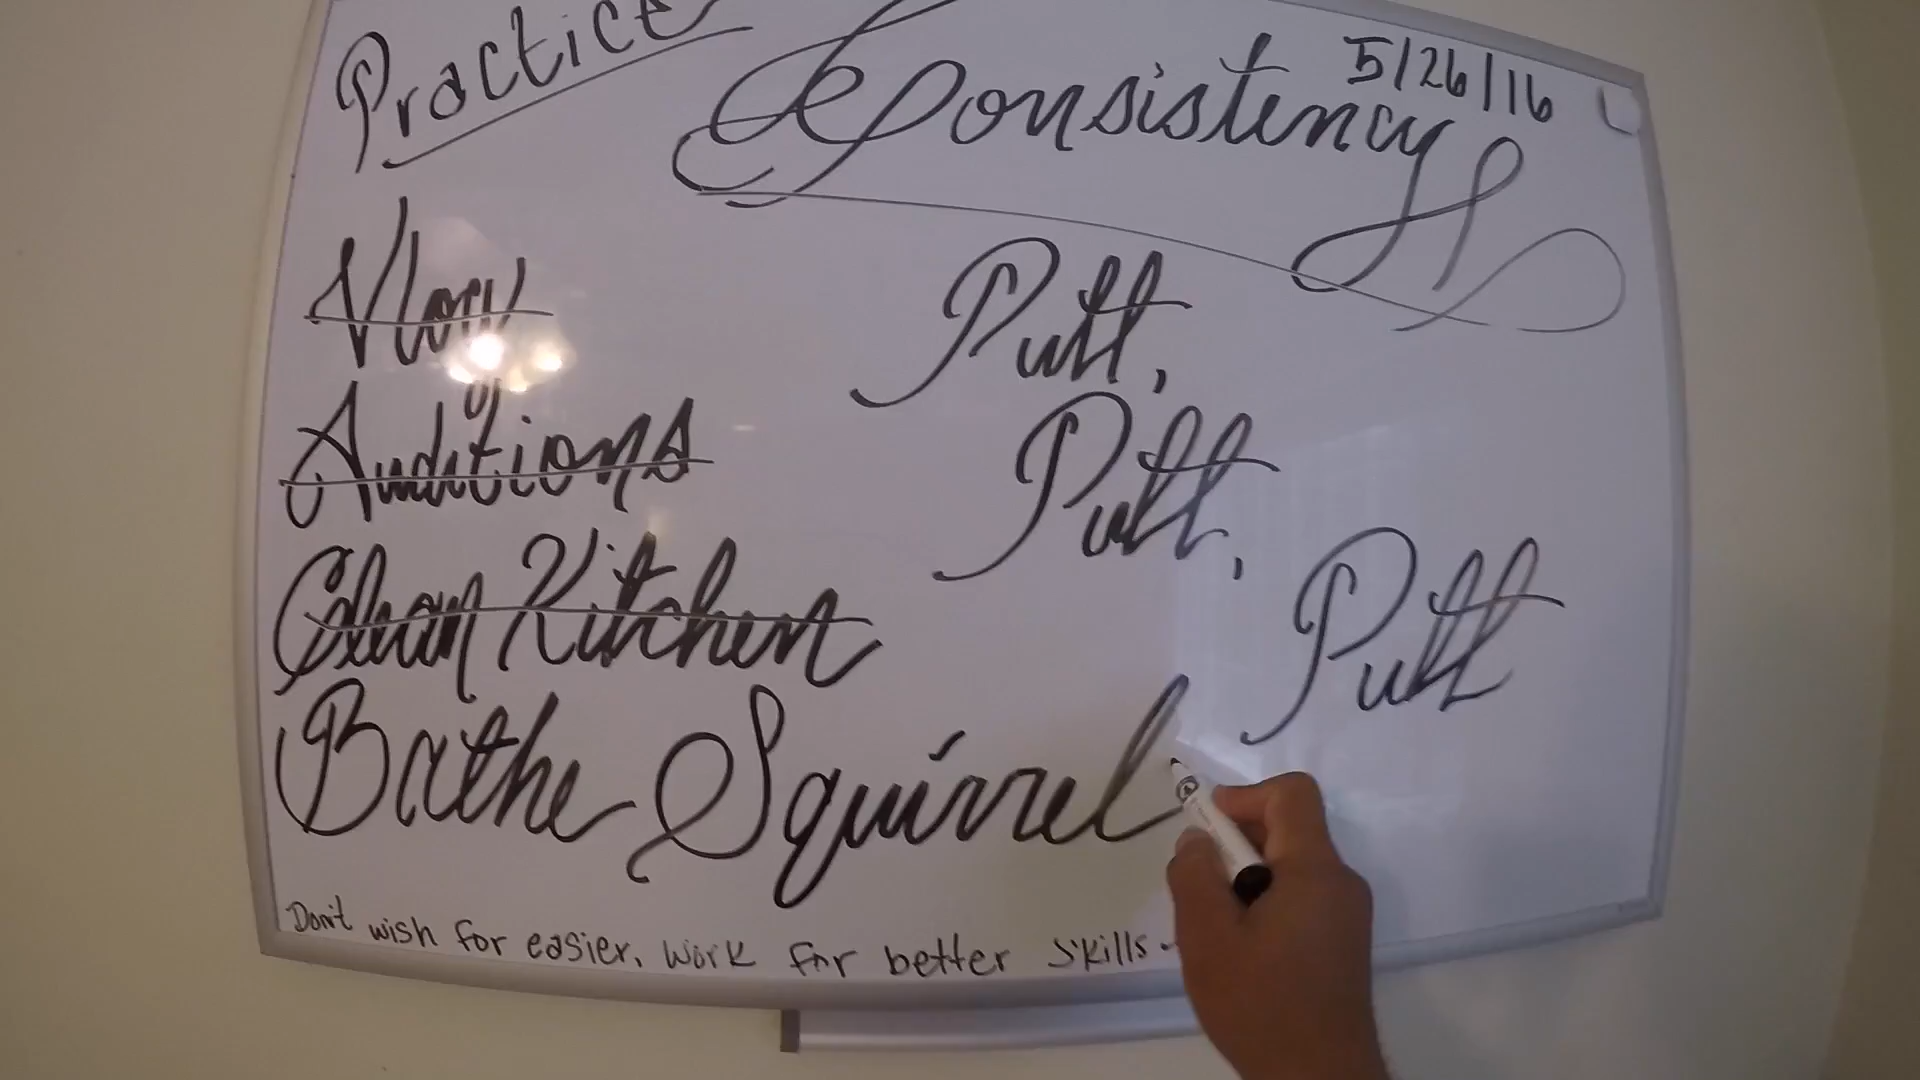 Practice & Consistency
5/26/16
Vlog
Auditions
Clean Kitchen
Bathe Squirrel
Putt,
Putt,
Putt
Don't wish for easier, work for better skills